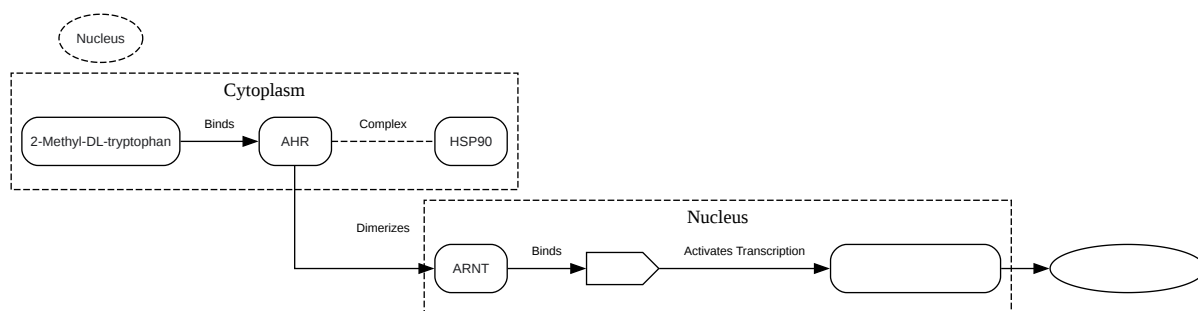 Nucleus
Cytoplasm
2-Methyl-DL-tryptophan
Binds
AHR
Complex
HSP90
Dimerizes
Nucleus
ARNT
Binds
Activates Transcription